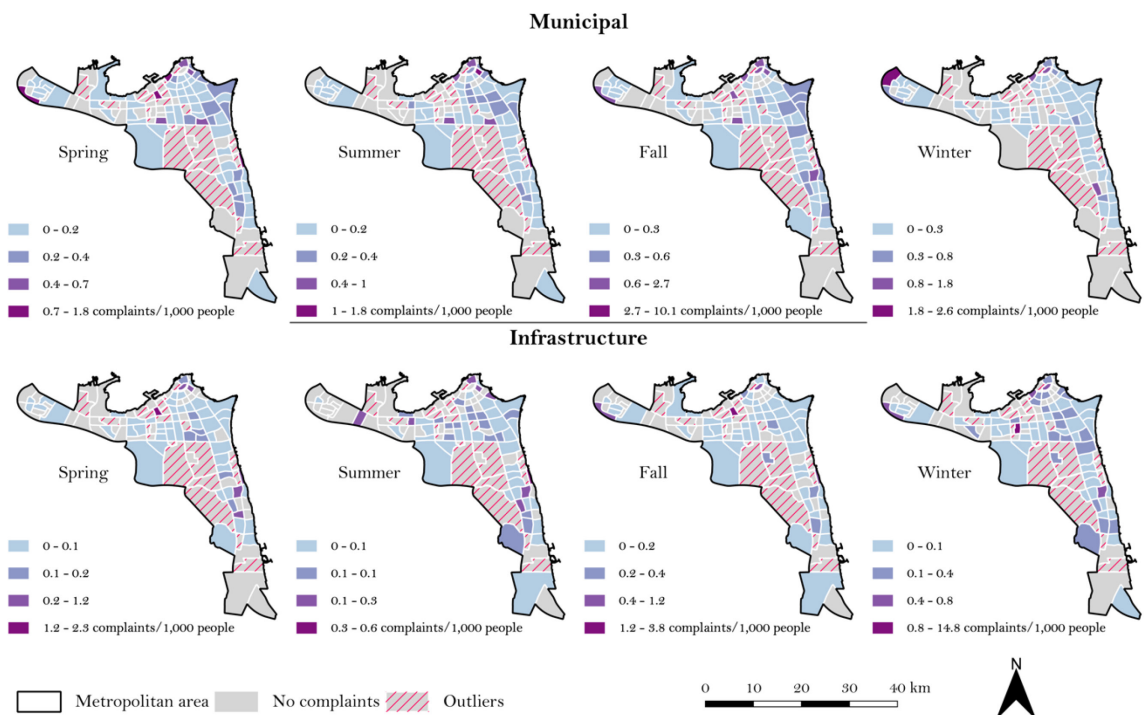 Municipal
Spring
Summer
Fall
Winter
0 - 0.2
0.2 - 0.4
0.4 - 0.7
0.7 - 1.8 complaints/1,000 people
0 - 0.2
0.2 - 0.4
0.4 - 1
1 - 1.8 complaints/1,000 people
0 - 0.3
0.3 - 0.6
0.6 - 2.7
2.7 - 10.1 complaints/1,000 people
0 - 0.3
0.3 - 0.8
0.8 - 1.8
1.8 - 2.6 complaints/1,000 people
Infrastructure
Spring
Summer
Fall
Winter
0 - 0.1
0.1 - 0.2
0.2 - 1.2
1.2 - 2.3 complaints/1,000 people
0 - 0.1
0.1 - 0.1
0.1 - 0.3
0.3 - 0.6 complaints/1,000 people
0 - 0.2
0.2 - 0.4
0.4 - 1.2
1.2 - 3.8 complaints/1,000 people
0 - 0.1
0.1 - 0.4
0.4 - 0.8
0.8 - 14.8 complaints/1,000 people
Metropolitan area
No complaints
Outliers
0 10 20 30 40 km
N